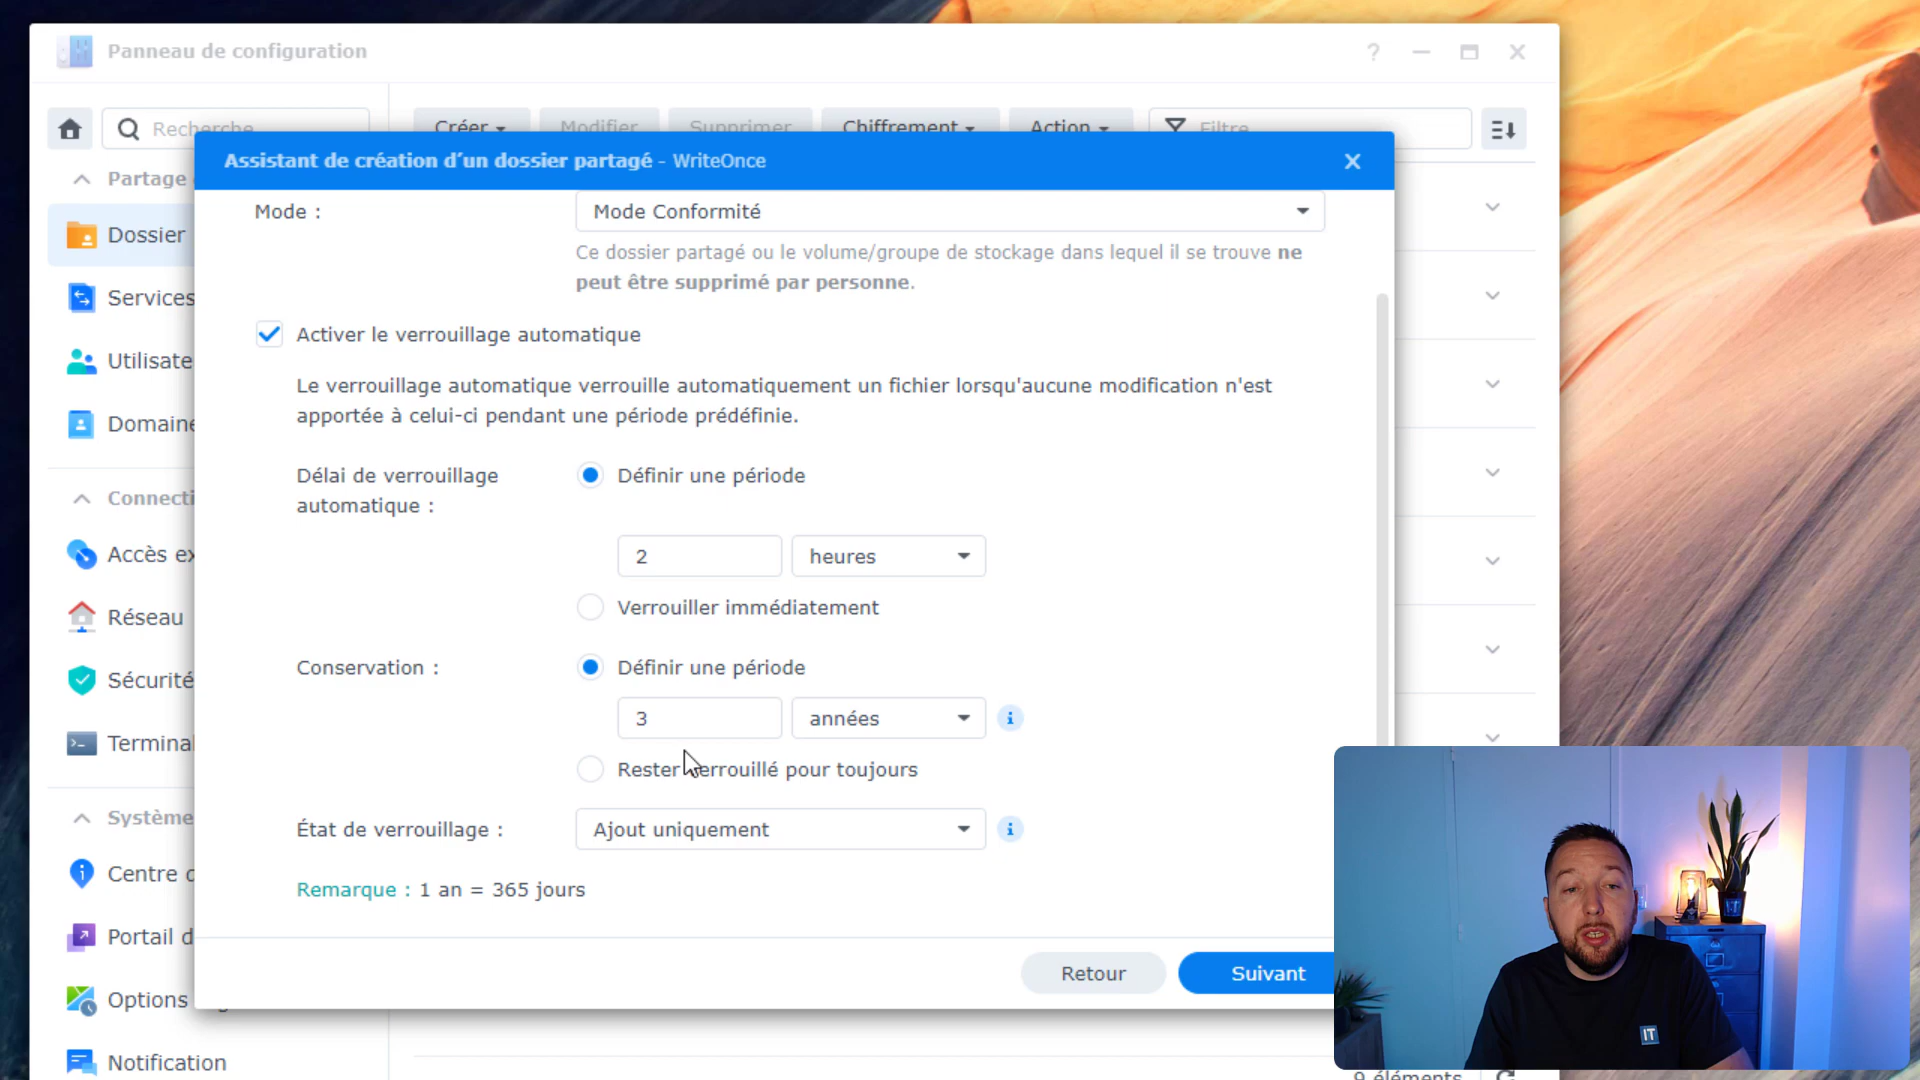 Panneau de configuration
Recherche
Créer
Modifier
Supprimer
Chiffrement
Action
Filtre
Assistant de création d'un dossier partagé - WriteOnce
Partage
Dossier
Services
Utilisate
Domaine
Connecti
Accès ex
Réseau
Sécurité
Terminal
Système
Centre d
Portail d
Options
Notification
Mode :
Mode Conformité
Ce dossier partagé ou le volume/groupe de stockage dans lequel il se trouve ne
peut être supprimé par personne.
Activer le verrouillage automatique
Le verrouillage automatique verrouille automatiquement un fichier lorsqu'aucune modification n'est
apportée à celui-ci pendant une période prédéfinie.
Délai de verrouillage
automatique :
Définir une période
2
heures
Verrouiller immédiatement
Conservation :
Définir une période
3
années
Rester verrouillé pour toujours
État de verrouillage :
Ajout uniquement
Remarque : 1 an = 365 jours
Retour
Suivant
9 éléments
IT